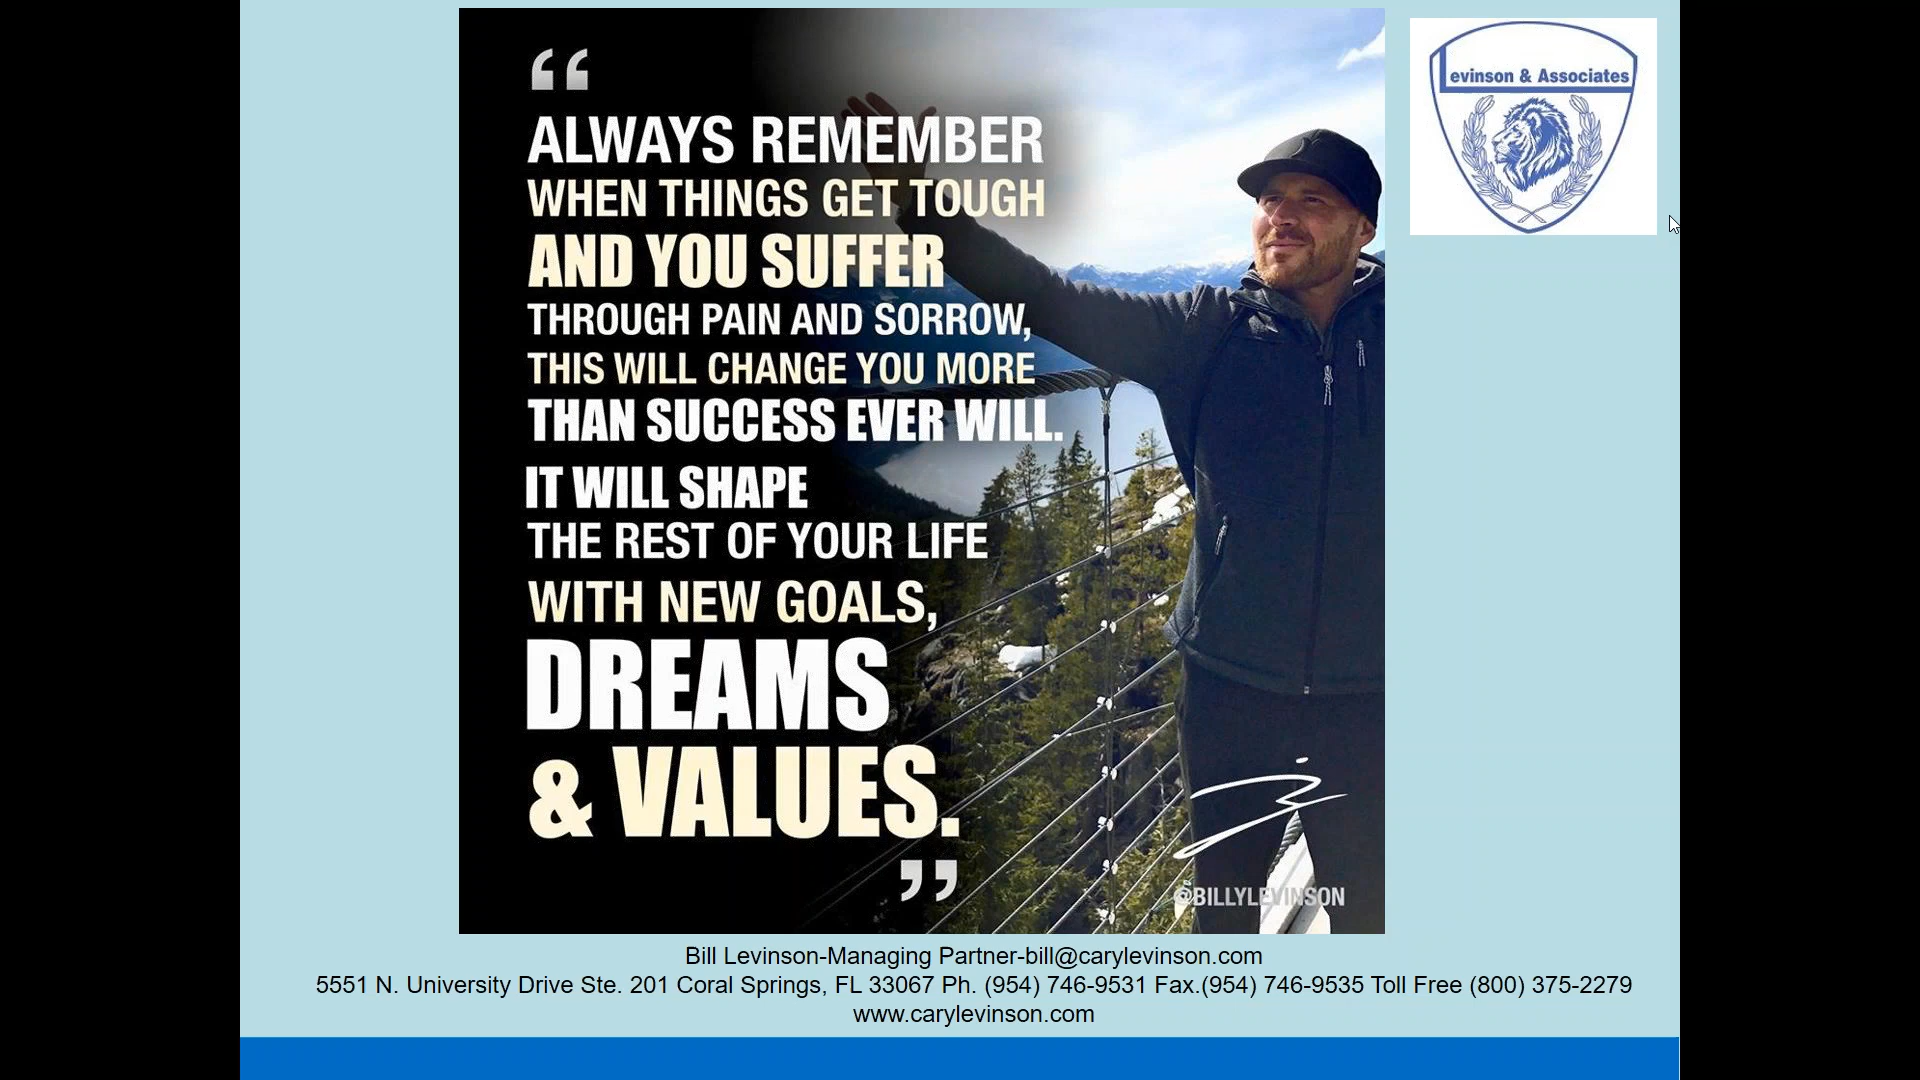 “
ALWAYS REMEMBER
WHEN THINGS GET TOUGH
AND YOU SUFFER
THROUGH PAIN AND SORROW,
THIS WILL CHANGE YOU MORE
THAN SUCCESS EVER WILL.
IT WILL SHAPE
THE REST OF YOUR LIFE
WITH NEW GOALS,
DREAMS
& VALUES.
”
@BILLYLEVINSON
Levinson & Associates
Bill Levinson-Managing Partner-bill@carylevinson.com
5551 N. University Drive Ste. 201 Coral Springs, FL 33067 Ph. (954) 746-9531 Fax.(954) 746-9535 Toll Free (800) 375-2279
www.carylevinson.com